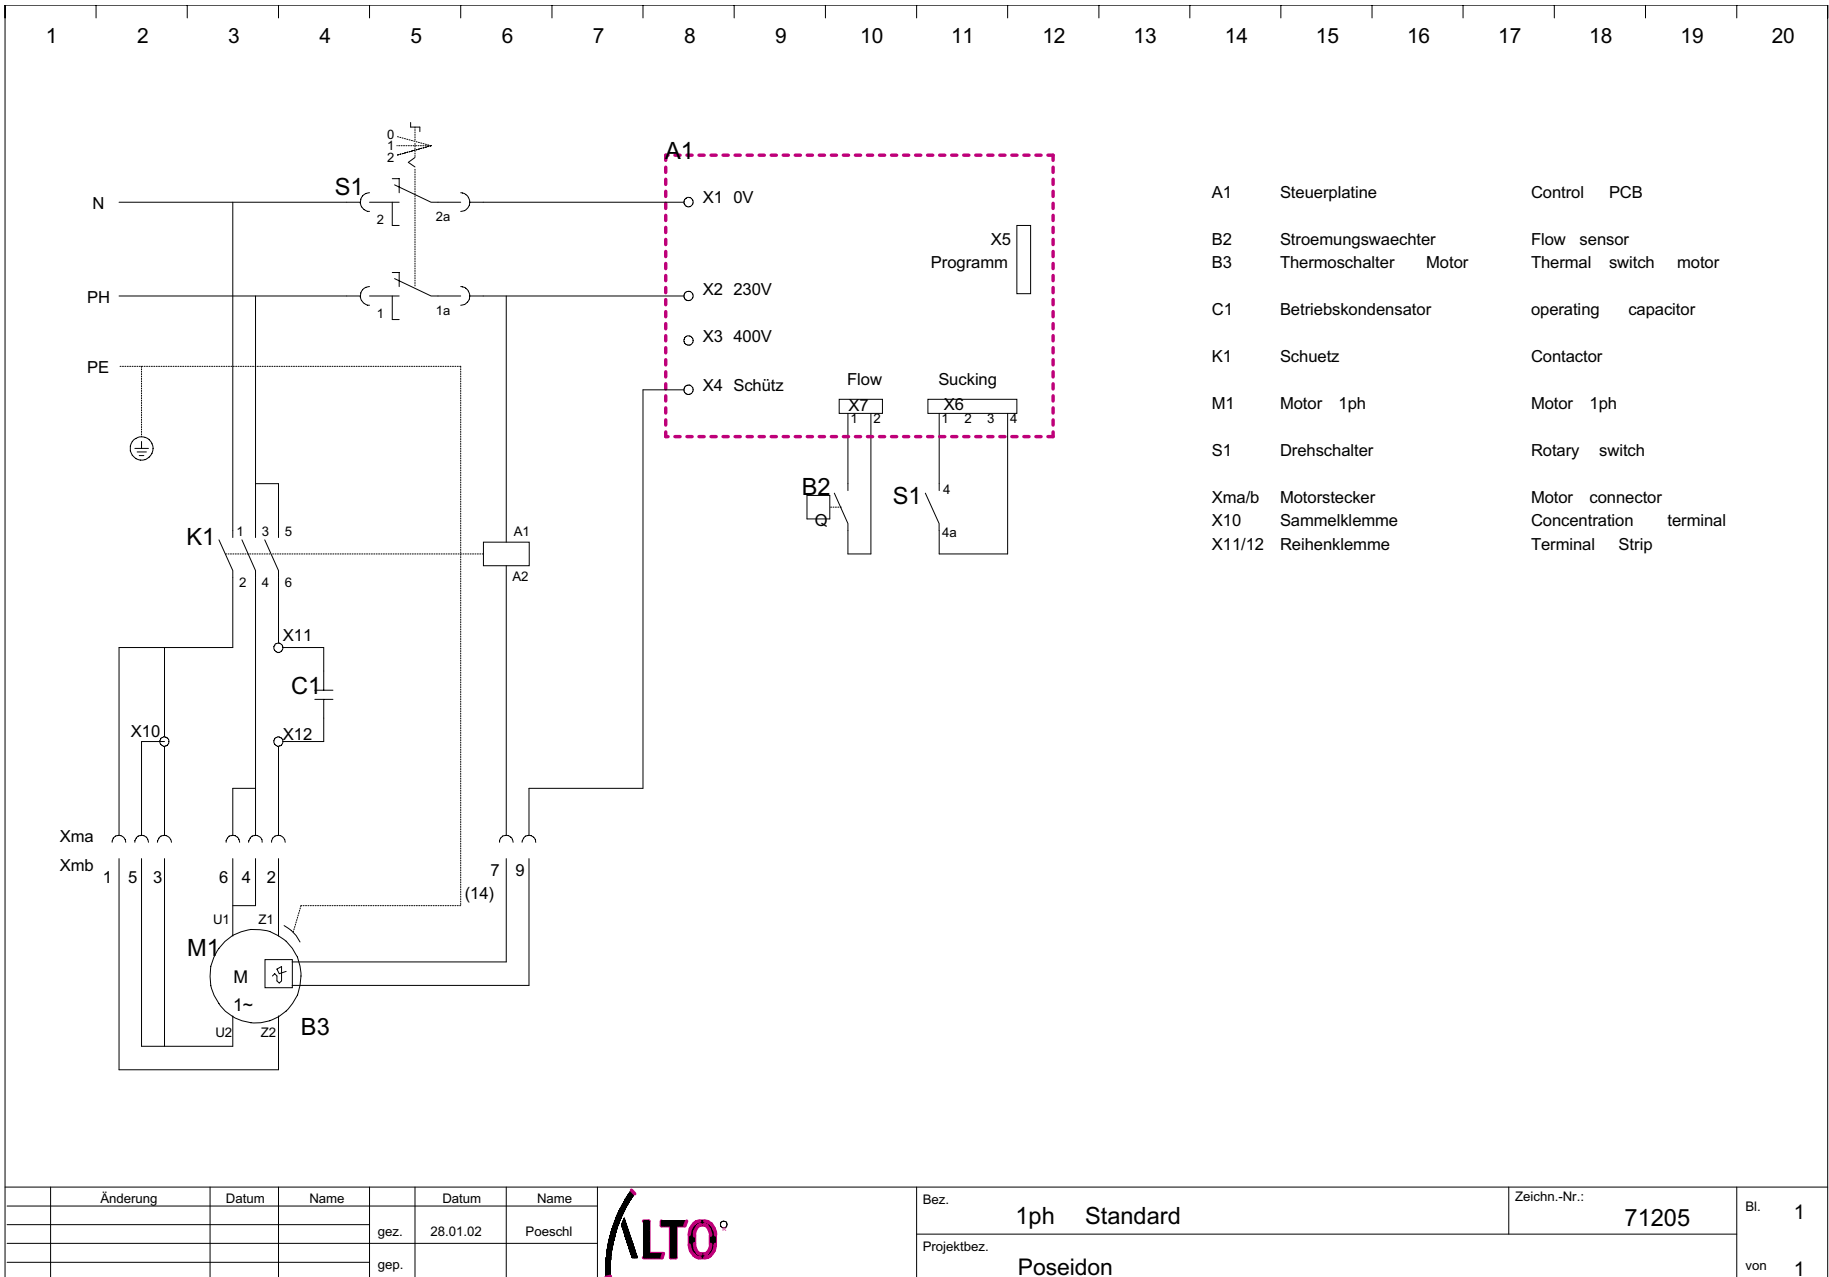 1 2 3 4 5 6 7 8 9 10 11 12 13 14 15 16 17 18 19 20
0
1
2
S1
N
2
2a
PH
1
1a
PE
A1
X1 0V
X5
Programm
X2 230V
X3 400V
X4 Schütz
Flow
Sucking
X7
1 2
X6
1 2 3 4
B2
Q
S1
4
4a
K1
1 3 5
2 4 6
A1
A2
X11
C1
X10
X12
Xma
Xmb
1 5 3 6 4 2 7 9
(14)
U1 Z1
M1
M
1~
U2 Z2
B3
A1 Steuerplatine Control PCB
B2 Stroemungswaechter Flow sensor
B3 Thermoschalter Motor Thermal switch motor
C1 Betriebskondensator operating capacitor
K1 Schuetz Contactor
M1 Motor 1ph Motor 1ph
S1 Drehschalter Rotary switch
Xma/b Motorstecker Motor connector
X10 Sammelklemme Concentration terminal
X11/12 Reihenklemme Terminal Strip
Änderung Datum Name Datum Name
gez. 28.01.02 Poeschl
gep.
ALTO
Bez.
1ph Standard
Projektbez.
Poseidon
Zeichn.-Nr.:
71205
Bl. 1
von 1